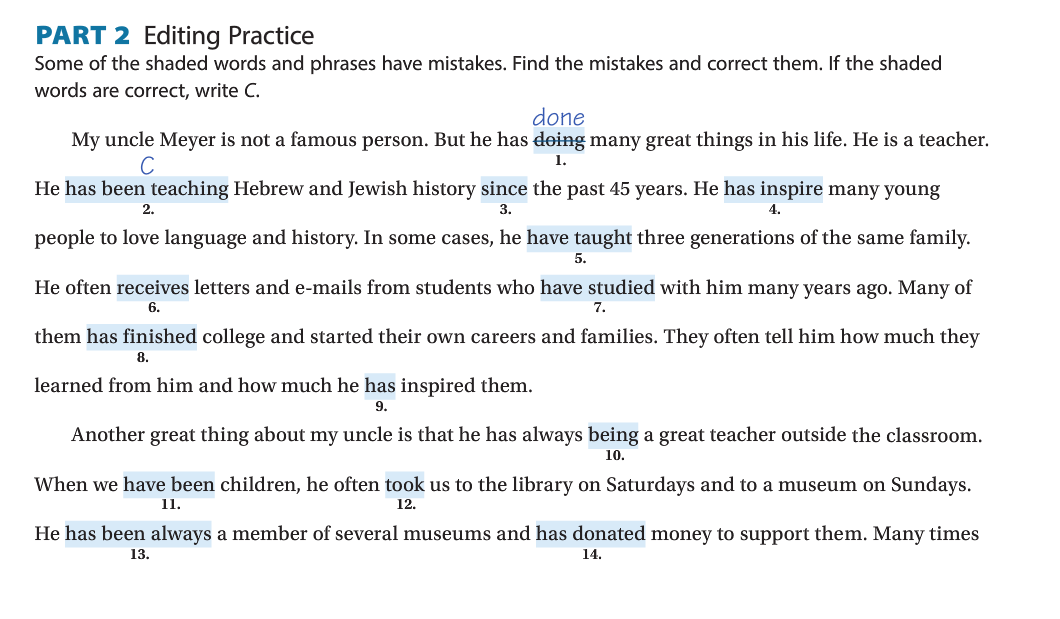 PART 2 Editing Practice
Some of the shaded words and phrases have mistakes. Find the mistakes and correct them. If the shaded
words are correct, write C.
done
My uncle Meyer is not a famous person. But he has doing many great things in his life. He is a teacher.
1.
C
He has been teaching Hebrew and Jewish history since the past 45 years. He has inspire many young
2. 3. 4.
people to love language and history. In some cases, he have taught three generations of the same family.
5.
He often receives letters and e-mails from students who have studied with him many years ago. Many of
6. 7.
them has finished college and started their own careers and families. They often tell him how much they
8.
learned from him and how much he has inspired them.
9.
Another great thing about my uncle is that he has always being a great teacher outside the classroom.
10.
When we have been children, he often took us to the library on Saturdays and to a museum on Sundays.
11. 12.
He has been always a member of several museums and has donated money to support them. Many times
13. 14.